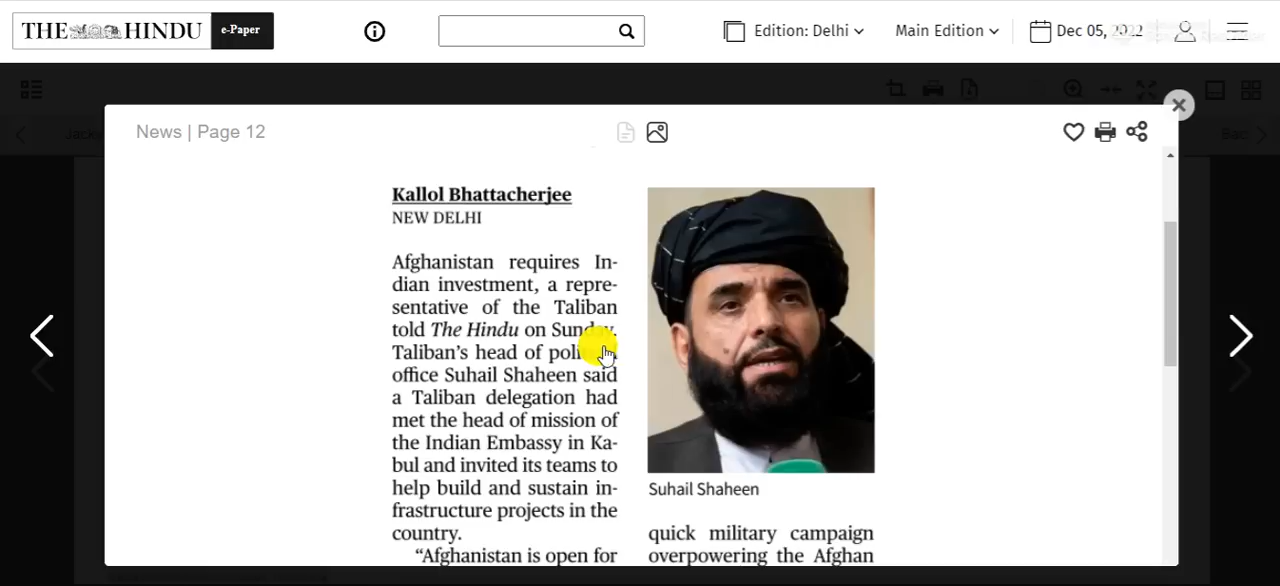 THE HINDU e-Paper
Edition: Delhi
Main Edition
Dec 05, 2022
News | Page 12
Kallol Bhattacherjee
NEW DELHI
Afghanistan requires In-
dian investment, a repre-
sentative of the Taliban
told The Hindu on Sunday.
Taliban's head of political
office Suhail Shaheen said
a Taliban delegation had
met the head of mission of
the Indian Embassy in Ka-
bul and invited its teams to
help build and sustain in-
frastructure projects in the
country.
“Afghanistan is open for
Suhail Shaheen
quick military campaign
overpowering the Afghan